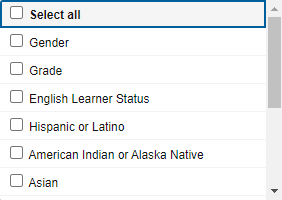 Select all
Gender
Grade
English Learner Status
Hispanic or Latino
American Indian or Alaska Native
Asian